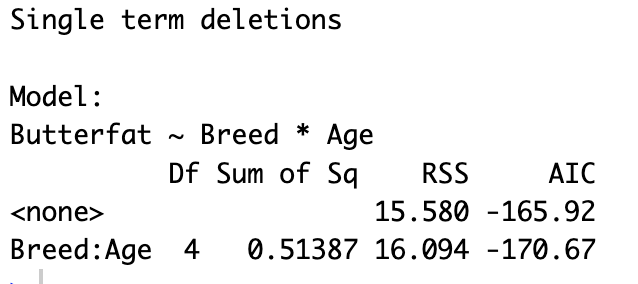 Single term deletions
Model:
Butterfat ~ Breed * Age
Df Sum of Sq RSS AIC
<none> 15.580 -165.92
Breed:Age 4 0.51387 16.094 -170.67